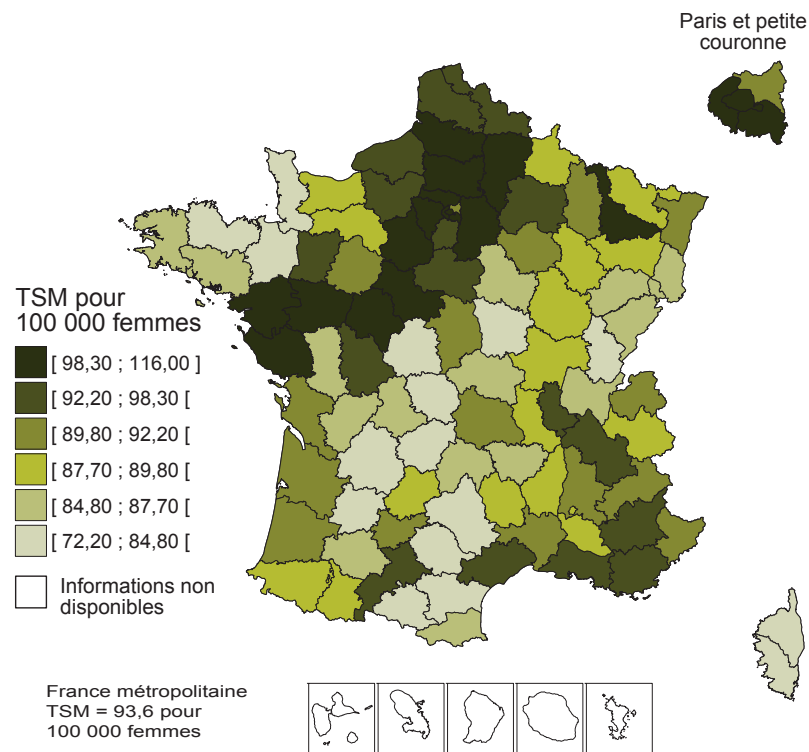 Paris et petite
couronne
TSM pour
100 000 femmes
[ 98,30 ; 116,00 ]
[ 92,20 ; 98,30 [
[ 89,80 ; 92,20 [
[ 87,70 ; 89,80 [
[ 84,80 ; 87,70 [
[ 72,20 ; 84,80 [
Informations non
disponibles
France métropolitaine
TSM = 93,6 pour
100 000 femmes